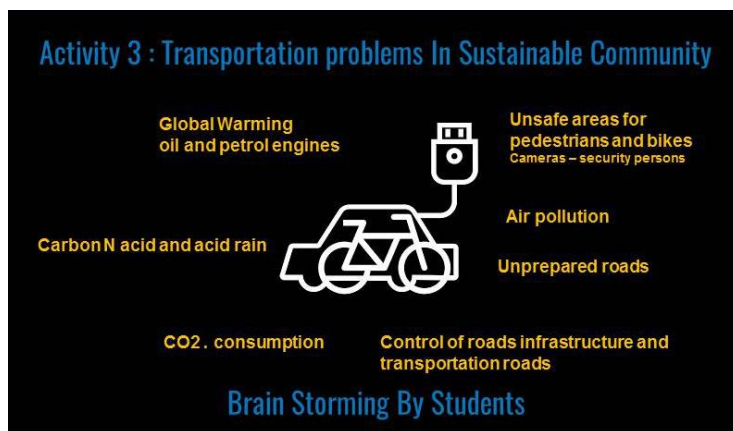 Activity 3 : Transportation problems In Sustainable Community
Global Warming
oil and petrol engines
Unsafe areas for
pedestrians and bikes
Cameras – security persons
Air pollution
Carbon N acid and acid rain
Unprepared roads
CO2 . consumption
Control of roads infrastructure and
transportation roads
Brain Storming By Students